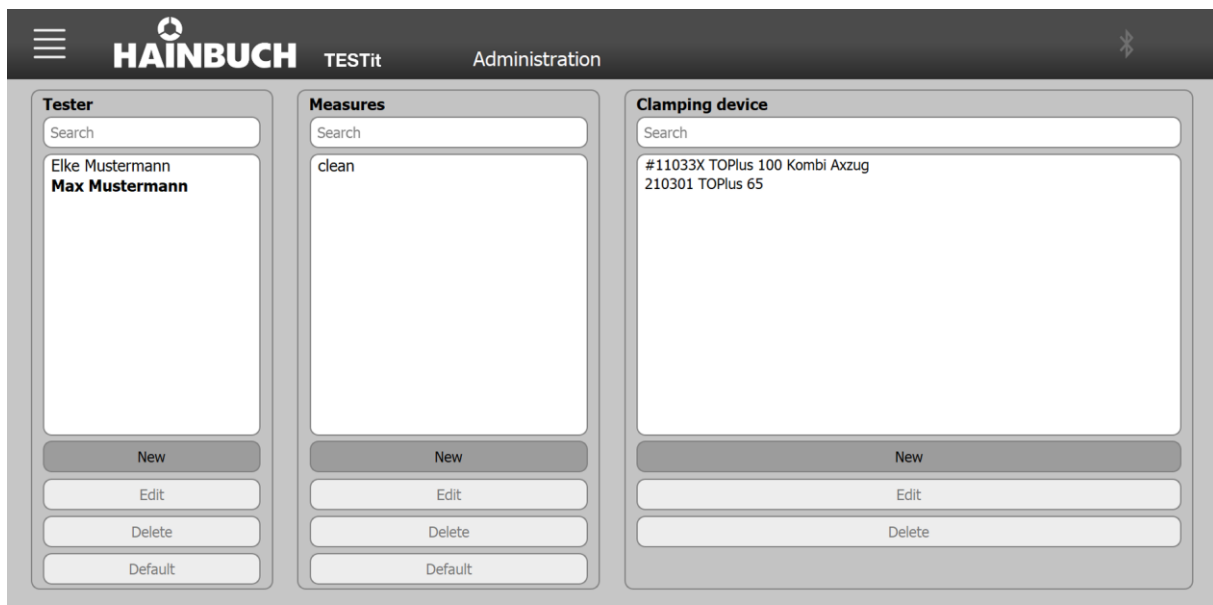 HAINBUCH TESTit Administration
Tester
Search
Elke Mustermann
Max Mustermann
New
Edit
Delete
Default
Measures
Search
clean
New
Edit
Delete
Default
Clamping device
Search
#11033X TOPlus 100 Kombi Axzug
210301 TOPlus 65
New
Edit
Delete